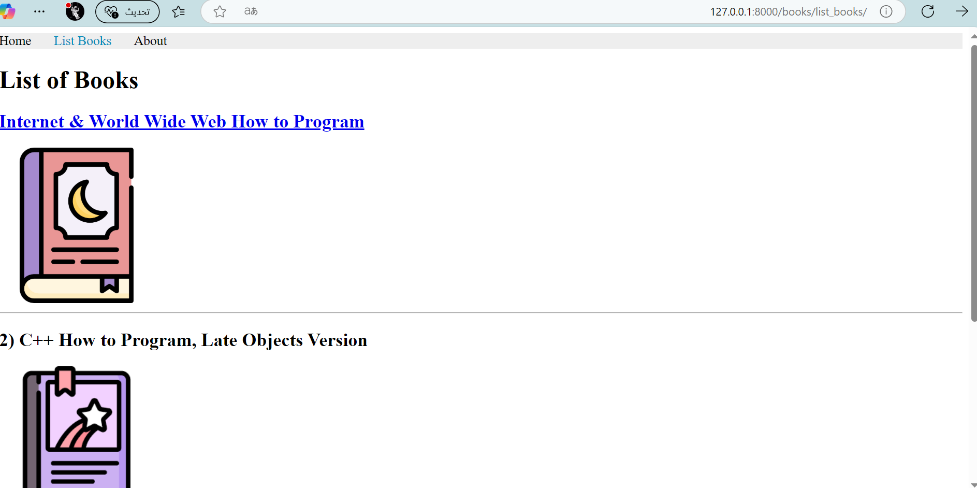 تحديث
127.0.0.1:8000/books/list_books/
Home List Books About
List of Books
Internet & World Wide Web How to Program
2) C++ How to Program, Late Objects Version